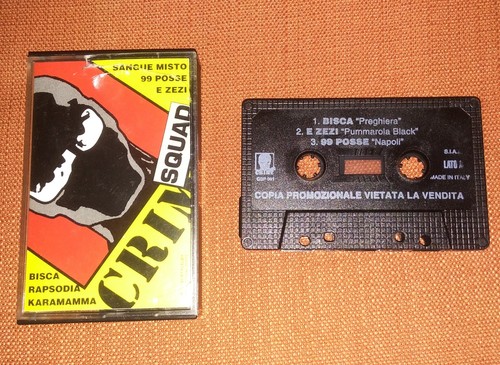 SANGUE MISTO
99 POSSE
E ZEZI
CRIM
SQUAD
BISCA
RAPSODIA
KARAMAMMA
1. BISCA "Preghiera"
2. E ZEZI "Pummarola Black"
3. 99 POSSE "Napoli"
S.I.A.
CRIME
LATO A
MADE IN ITALY
COPIA PROMOZIONALE VIETATA LA VENDITA